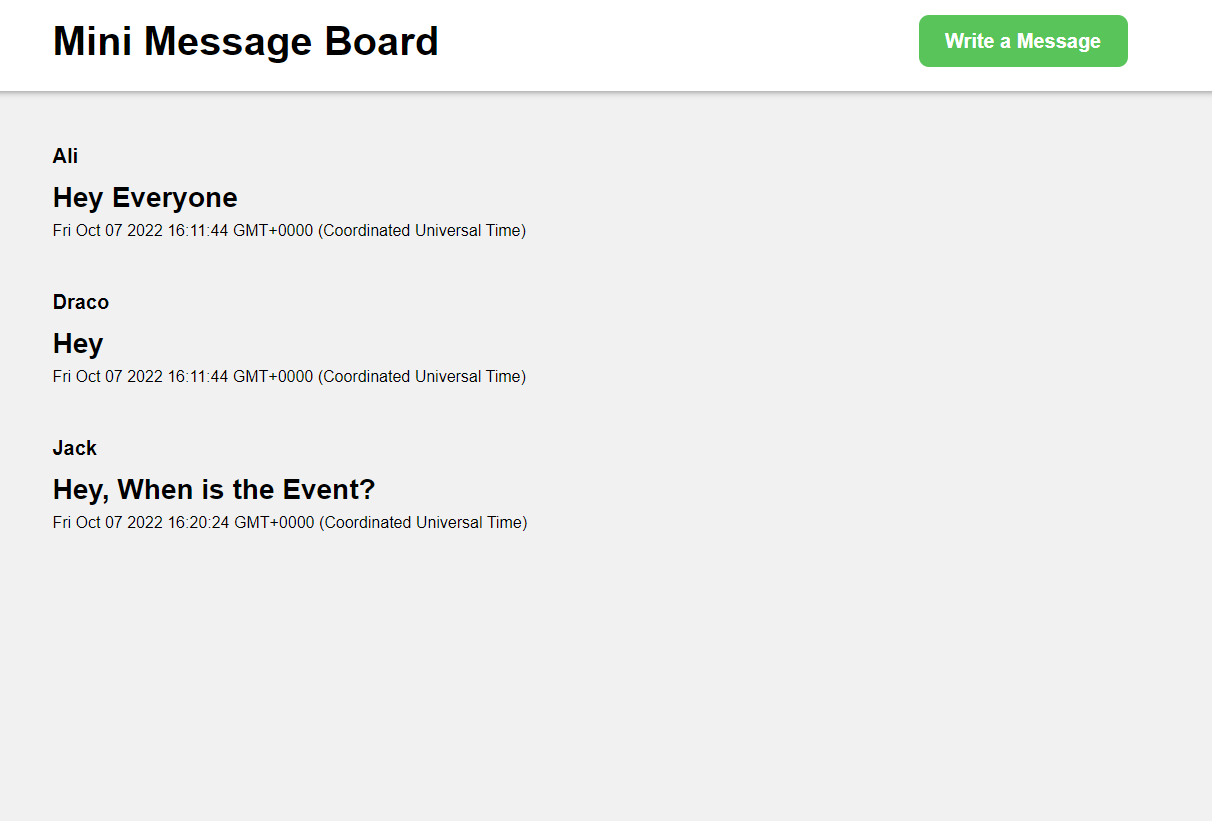 Mini Message Board
Write a Message
Ali
Hey Everyone
Fri Oct 07 2022 16:11:44 GMT+0000 (Coordinated Universal Time)
Draco
Hey
Fri Oct 07 2022 16:11:44 GMT+0000 (Coordinated Universal Time)
Jack
Hey, When is the Event?
Fri Oct 07 2022 16:20:24 GMT+0000 (Coordinated Universal Time)